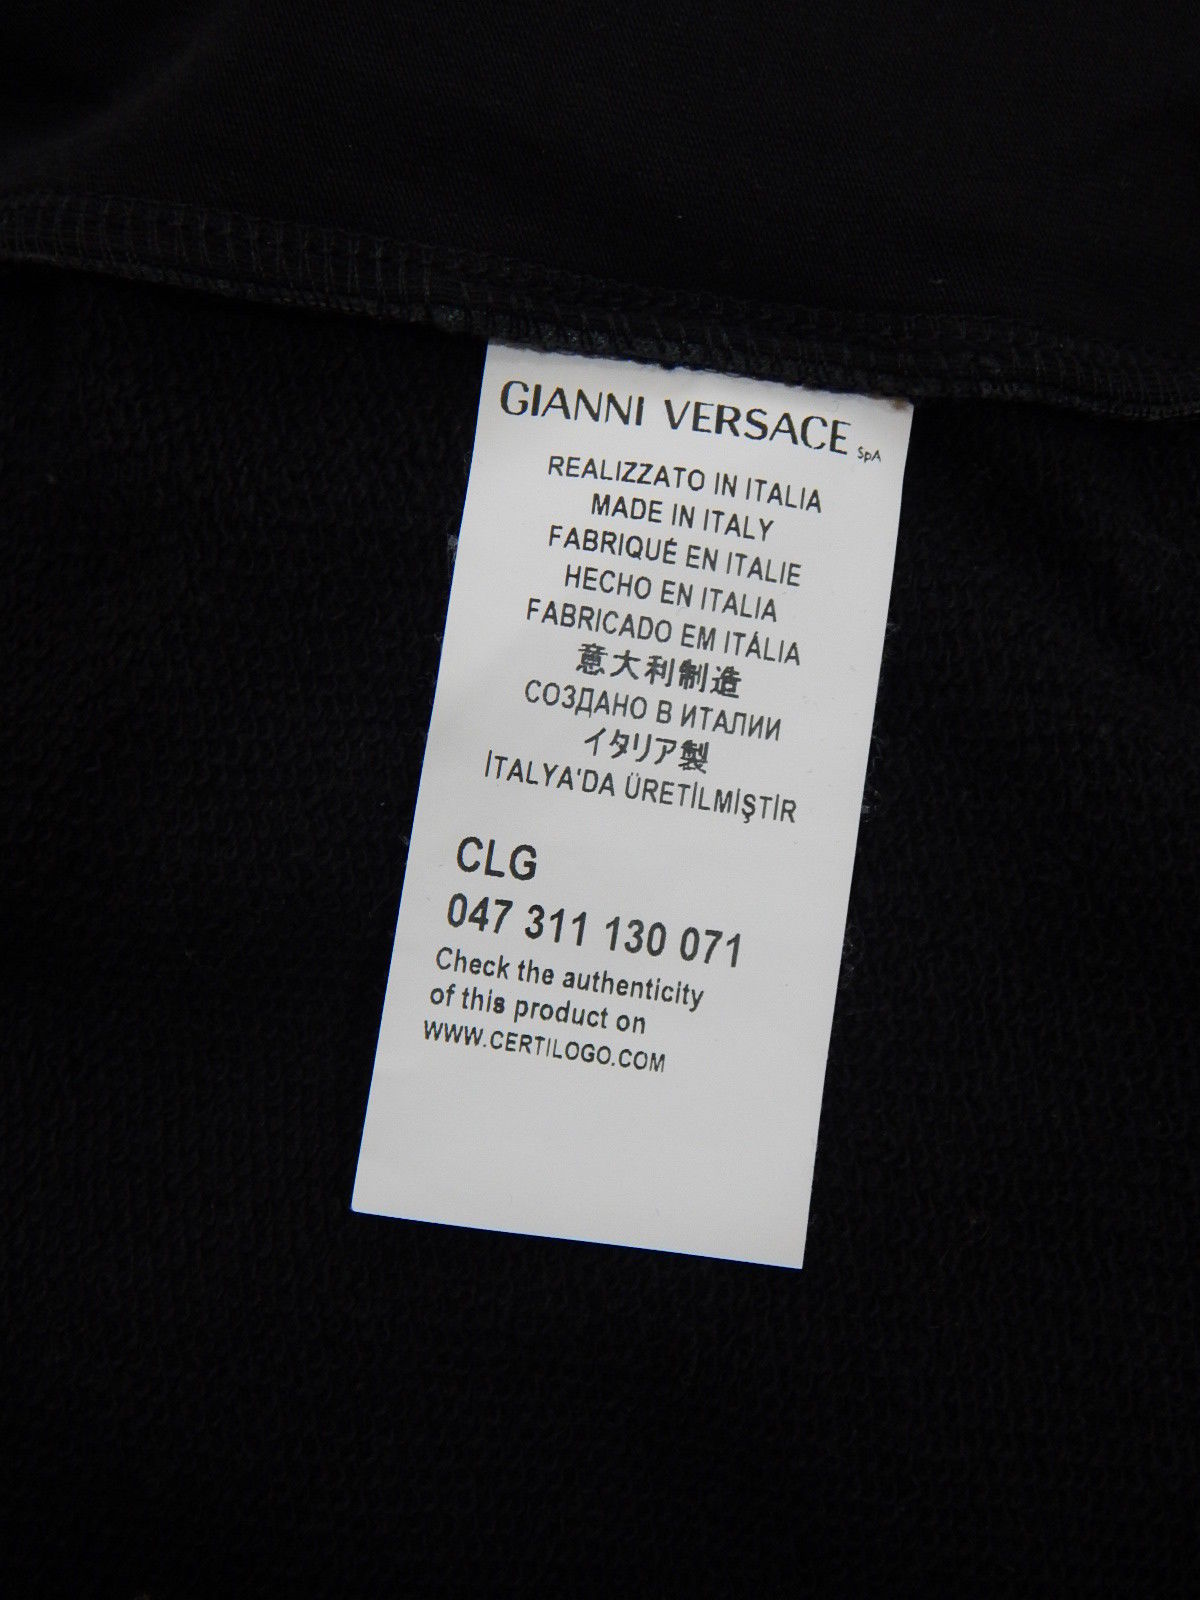 GIANNI VERSACE SpA
REALIZZATO IN ITALIA
MADE IN ITALY
FABRIQUÉ EN ITALIE
HECHO EN ITALIA
FABRICADO EM ITÁLIA
意大利制造
СОЗДАНО В ИТАЛИИ
イタリア製
İTALYA'DA ÜRETİLMİŞTİR
CLG
047 311 130 071
Check the authenticity
of this product on
WWW.CERTILOGO.COM